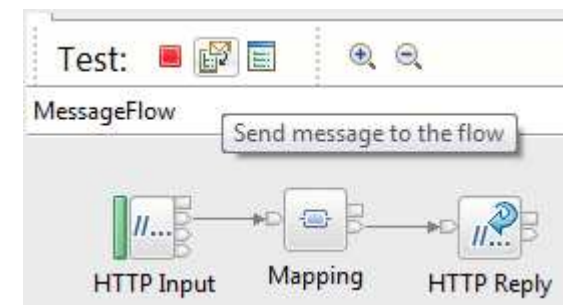 Test:
MessageFlow
Send message to the flow
//...
//...
HTTP Input
Mapping
HTTP Reply